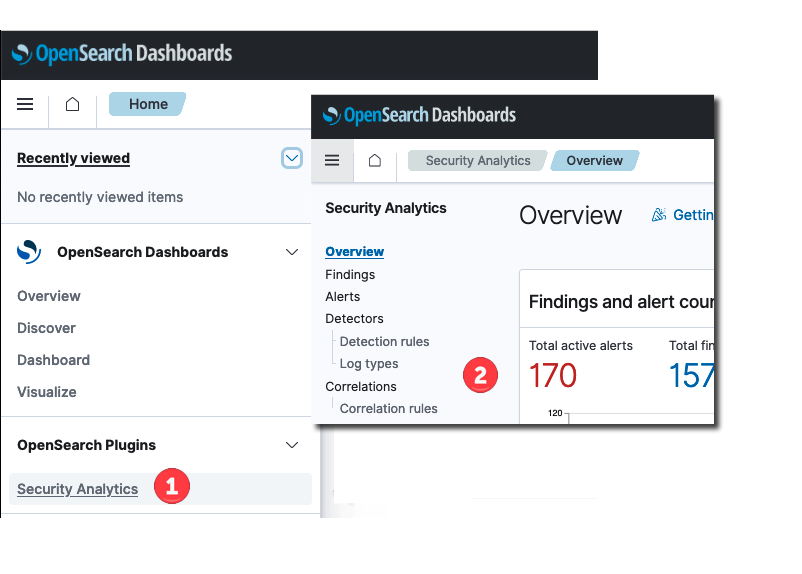 OpenSearch Dashboards
Home
Recently viewed
No recently viewed items
OpenSearch Dashboards
Overview
Discover
Dashboard
Visualize
OpenSearch Plugins
Security Analytics 1
OpenSearch Dashboards
Security Analytics Overview
Security Analytics
Overview
Findings
Alerts
Detectors
Detection rules
Log types
Correlations
Correlation rules
2
Overview
Gettin
Findings and alert cour
Total active alerts Total fin
170 157
120